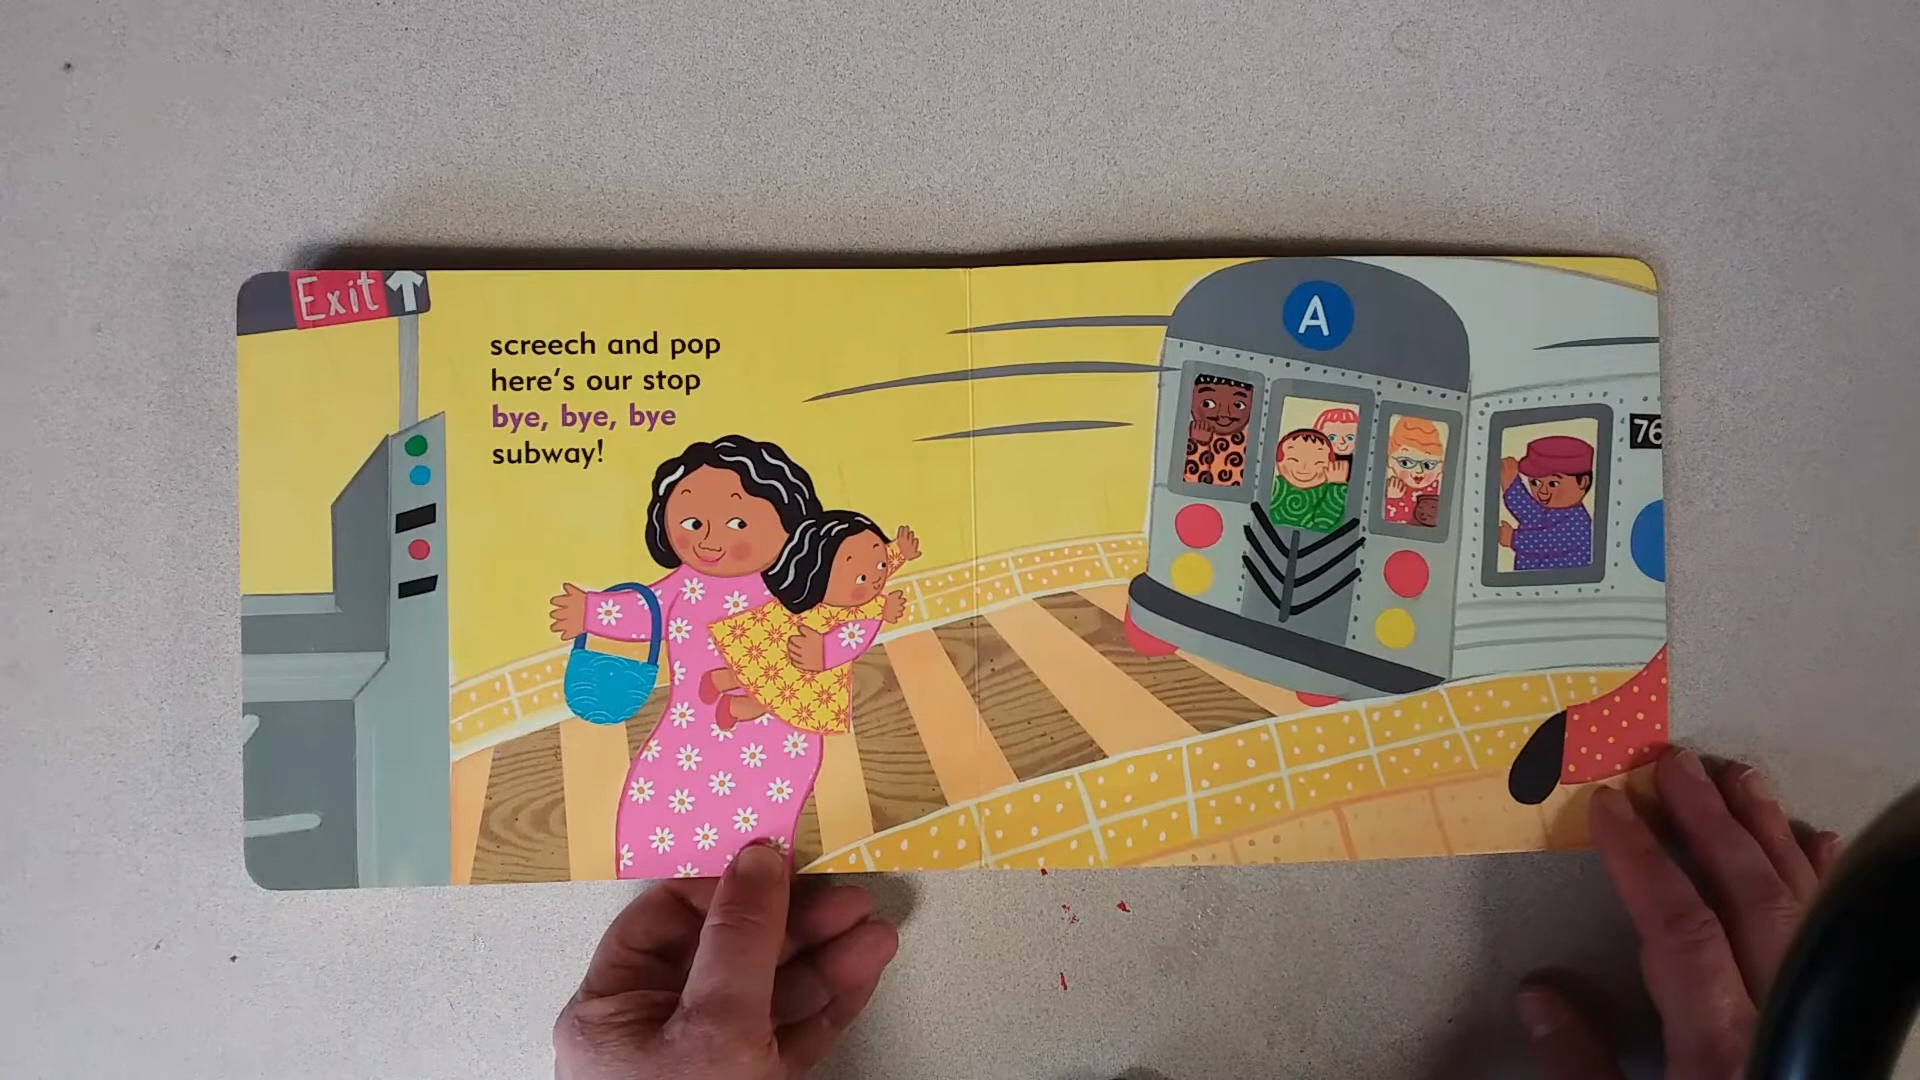 Exit
screech and pop
here's our stop
bye, bye, bye
subway!
A
76